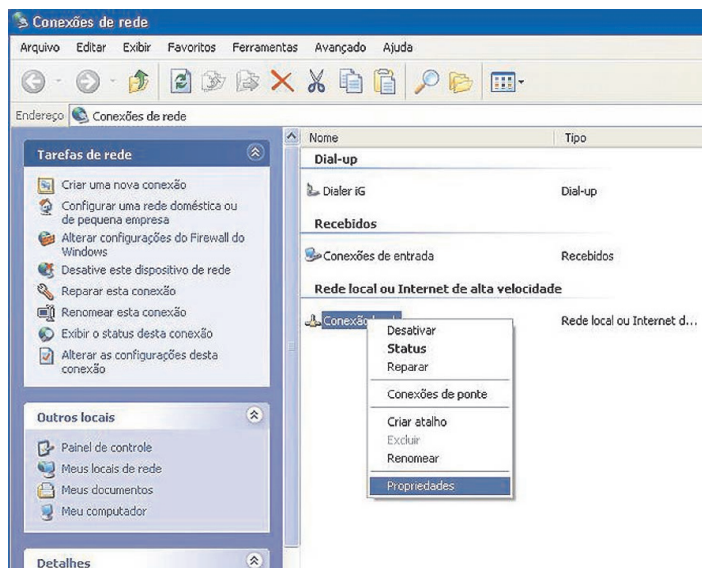 Conexões de rede
Arquivo Editar Exibir Favoritos Ferramentas Avançado Ajuda
Endereço Conexões de rede
Tarefas de rede
Criar uma nova conexão
Configurar uma rede doméstica ou
de pequena empresa
Alterar configurações do Firewall do
Windows
Desative este dispositivo de rede
Reparar esta conexão
Renomear esta conexão
Exibir o status desta conexão
Alterar as configurações desta
conexão
Outros locais
Painel de controle
Meus locais de rede
Meus documentos
Meu computador
Detalhes
Nome Tipo
Dial-up
Dialer iG Dial-up
Recebidos
Conexões de entrada Recebidos
Rede local ou Internet de alta velocidade
Conexão Rede local ou Internet d...
Desativar
Status
Reparar
Conexões de ponte
Criar atalho
Excluir
Renomear
Propriedades